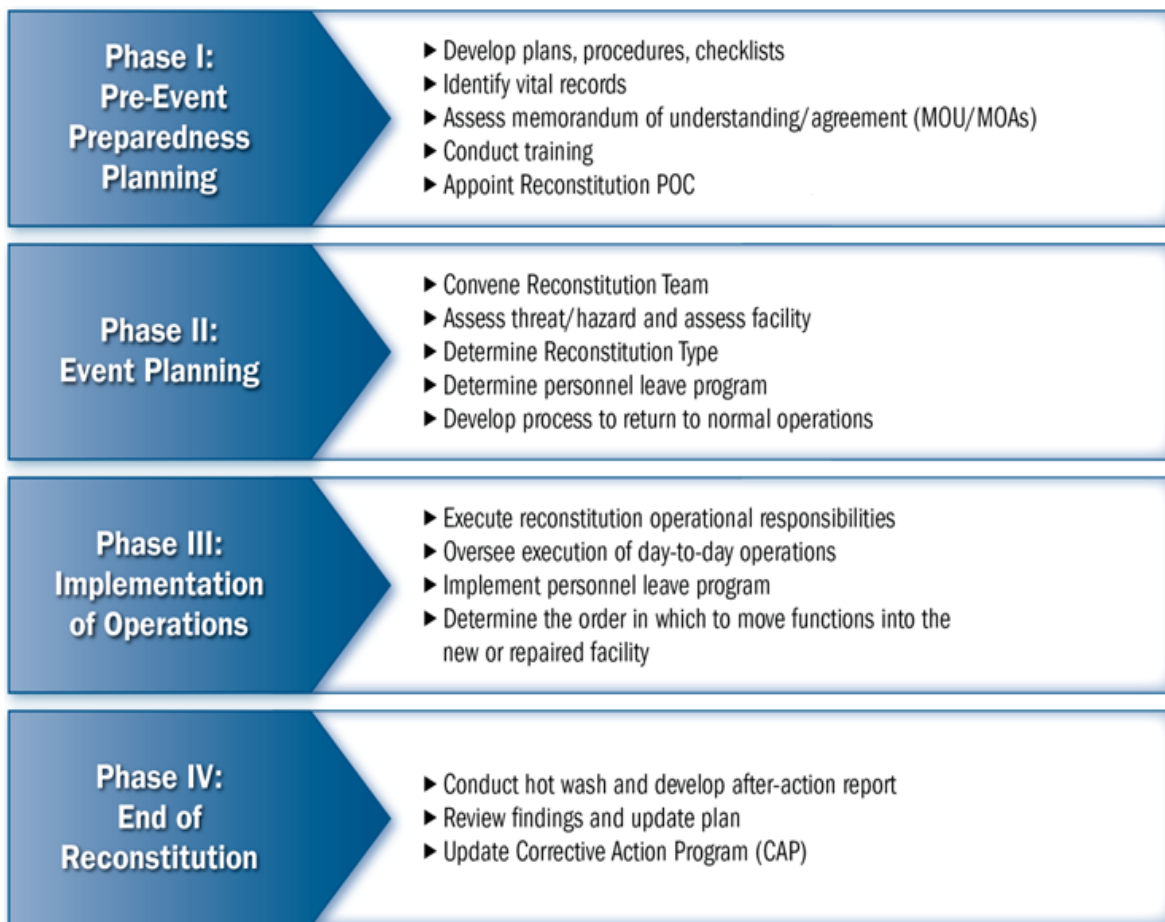 Phase I:
Pre-Event
Preparedness
Planning
▶ Develop plans, procedures, checklists
▶ Identify vital records
▶ Assess memorandum of understanding/agreement (MOU/MOAs)
▶ Conduct training
▶ Appoint Reconstitution POC
Phase II:
Event Planning
▶ Convene Reconstitution Team
▶ Assess threat/hazard and assess facility
▶ Determine Reconstitution Type
▶ Determine personnel leave program
▶ Develop process to return to normal operations
Phase III:
Implementation
of Operations
▶ Execute reconstitution operational responsibilities
▶ Oversee execution of day-to-day operations
▶ Implement personnel leave program
▶ Determine the order in which to move functions into the
new or repaired facility
Phase IV:
End of
Reconstitution
▶ Conduct hot wash and develop after-action report
▶ Review findings and update plan
▶ Update Corrective Action Program (CAP)